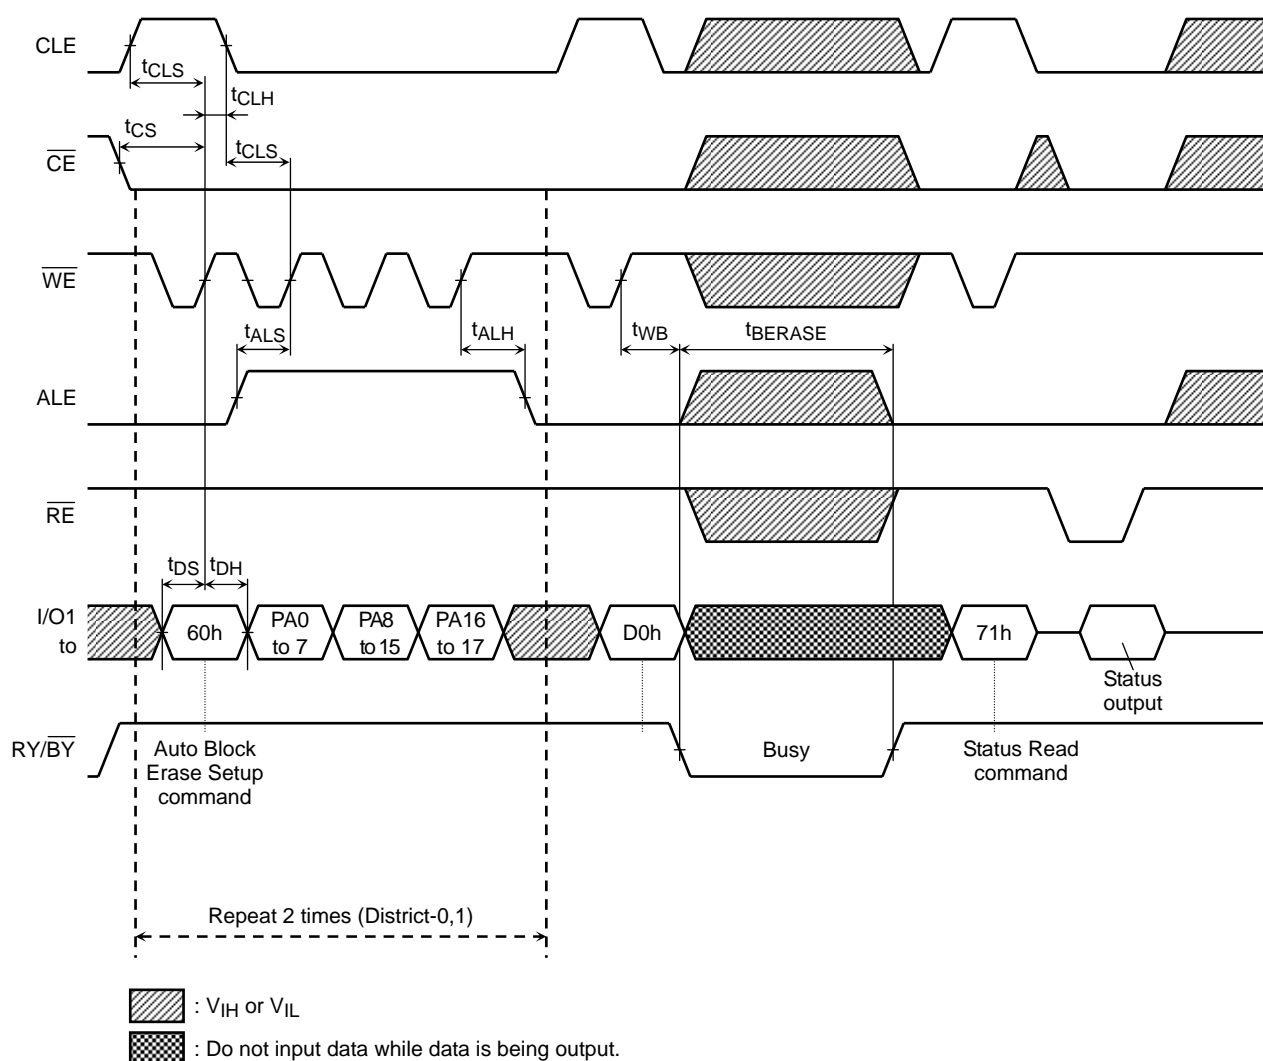 CLE
tCLS
tCLH
tCS
CE
tCLS
WE
tALS
tALH
tWB
tBERASE
ALE
RE
tDS
tDH
I/O1
to
60h
PA0
to 7
PA8
to 15
PA16
to 17
D0h
71h
Status
output
RY/BY
Auto Block
Erase Setup
command
Busy
Status Read
command
Repeat 2 times (District-0,1)
: VIH or VIL
: Do not input data while data is being output.